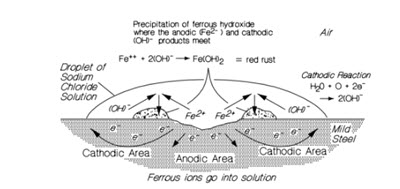 Precipitation of ferrous hydroxide
where the anodic (Fe²⁻) and cathodic
(OH)⁻ products meet
Air
Fe⁺⁺ + 2(OH)⁻ → Fe(OH)₂ = red rust
Droplet of
Sodium
Chloride
Solution
Cathodic Reaction
H₂O + O + 2e⁻
→ 2(OH)⁻
(OH)⁻ Fe²⁺ Fe²⁺ (OH)⁻
e⁻ e⁻ e⁻ e⁻ e⁻ e⁻
Mild
Steel
Cathodic Area Anodic Area Cathodic Area
Ferrous ions go into solution